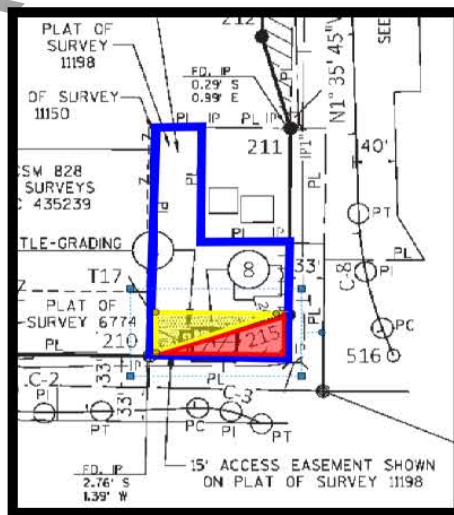 212
PLAT OF
SURVEY
11198
FD. IP
0.29' S
0.99' E
PL
N1° 35' 45"
SEE
OF SURVEY
11150
PL IP PL IP
211
IP1"
40'
CSM 828
SURVEYS
C 435239
PL
PL
PT
TLE-GRADING
PL
PL
T17
8
33'
C-8
PI
PLAT OF
SURVEY 6774
PL
210
215
PC
516
C-2
33'
33'
PL
C-3
IP
PI
PT
PC
PI
PT
FD. IP
2.76' S
1.39' W
15' ACCESS EASEMENT SHOWN
ON PLAT OF SURVEY 11198